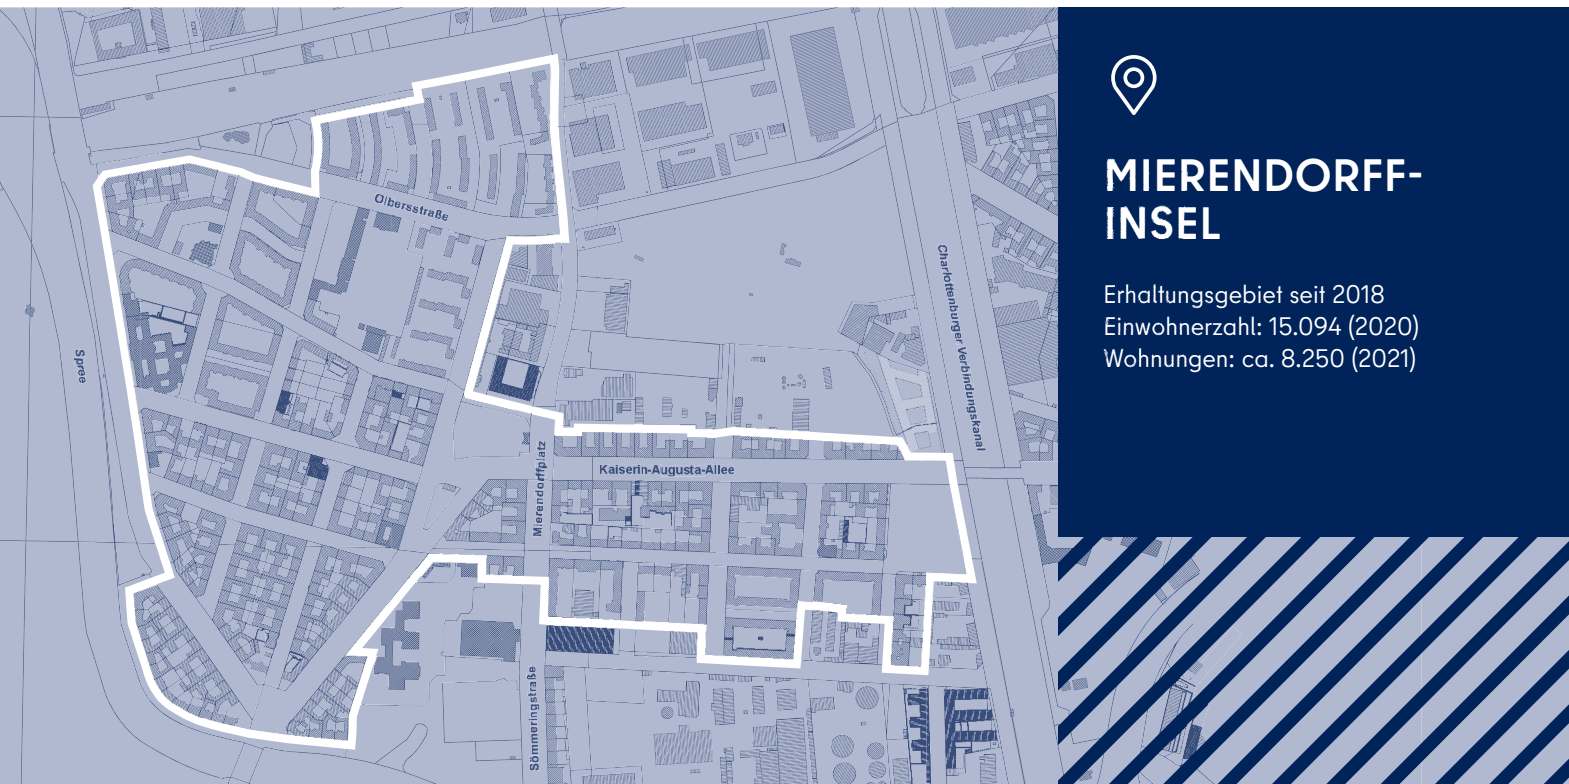 Olbersstraße
Spree
Charlottenburger Verbindungskanal
Mierendorffplatz
Kaiserin-Augusta-Allee
Sömmeringstraße
MIERENDORFF-
INSEL
Erhaltungsgebiet seit 2018
Einwohnerzahl: 15.094 (2020)
Wohnungen: ca. 8.250 (2021)